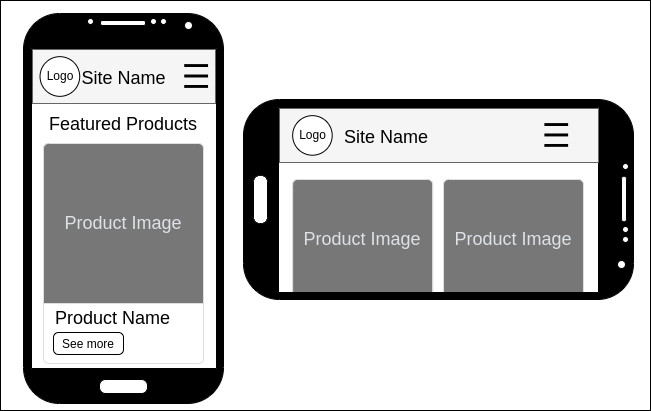 Logo
Site Name
Featured Products
Product Image
Product Name
See more
Logo
Site Name
Product Image
Product Image